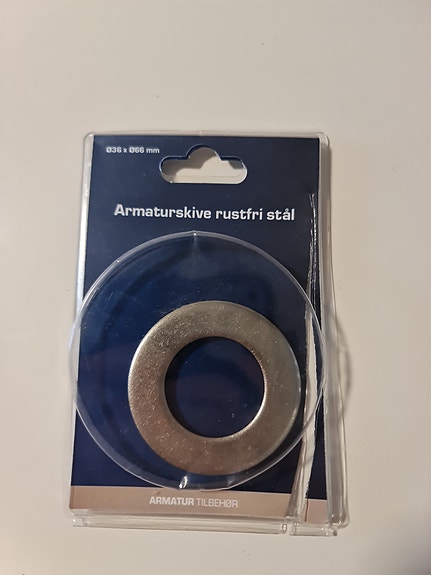 Ø36 x Ø66 mm
Armaturskive rustfri stål
ARMATUR TILBEHØR